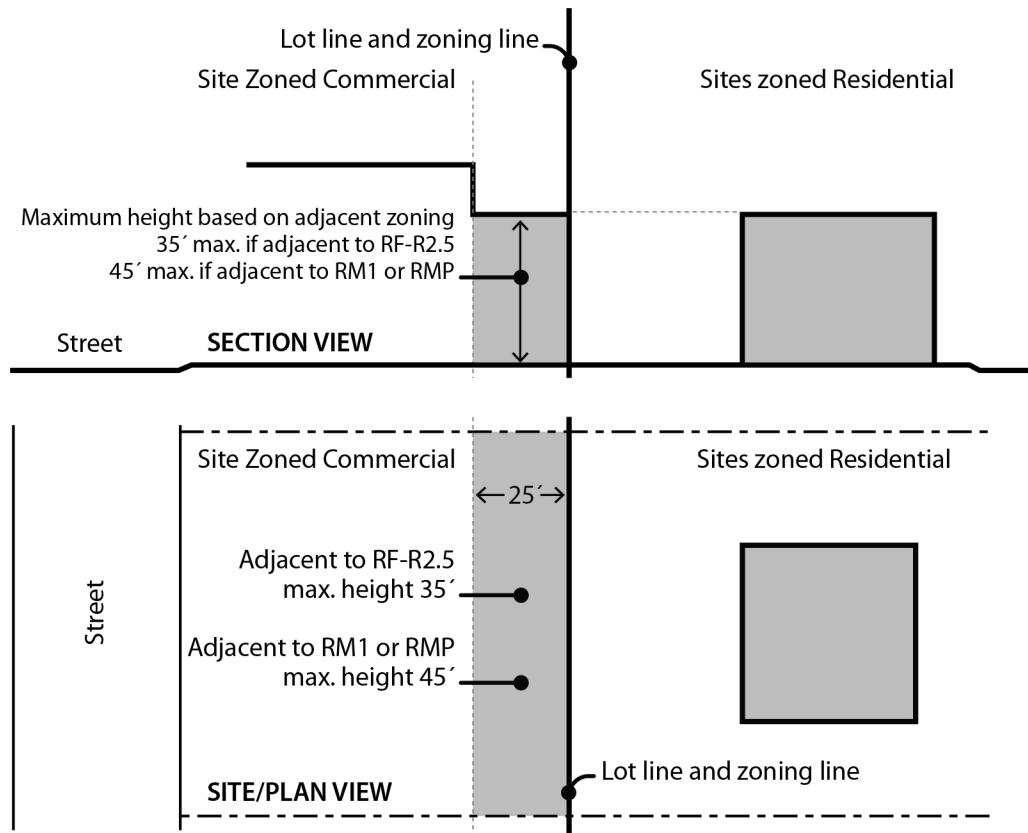 Lot line and zoning line
Site Zoned Commercial
Sites zoned Residential
Maximum height based on adjacent zoning
35´ max. if adjacent to RF-R2.5
45´ max. if adjacent to RM1 or RMP
Street
SECTION VIEW
Site Zoned Commercial
Sites zoned Residential
25´
Adjacent to RF-R2.5
max. height 35´
Street
Adjacent to RM1 or RMP
max. height 45´
Lot line and zoning line
SITE/PLAN VIEW